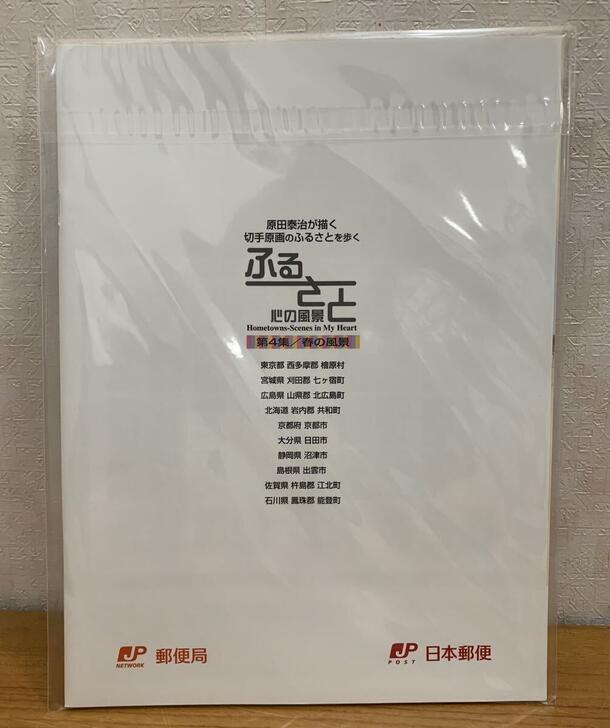 原田泰治が描く
切手原画のふるさとを歩く
ふるさと
心の風景
Hometowns-Scenes in My Heart
第4集/春の風景
東京都 西多摩郡 檜原村
宮城県 刈田郡 七ヶ宿町
広島県 山県郡 北広島町
北海道 岩内郡 共和町
京都府 京都市
大分県 日田市
静岡県 沼津市
島根県 出雲市
佐賀県 杵島郡 江北町
石川県 鳳珠郡 能登町
JP NETWORK 郵便局
JP POST 日本郵便